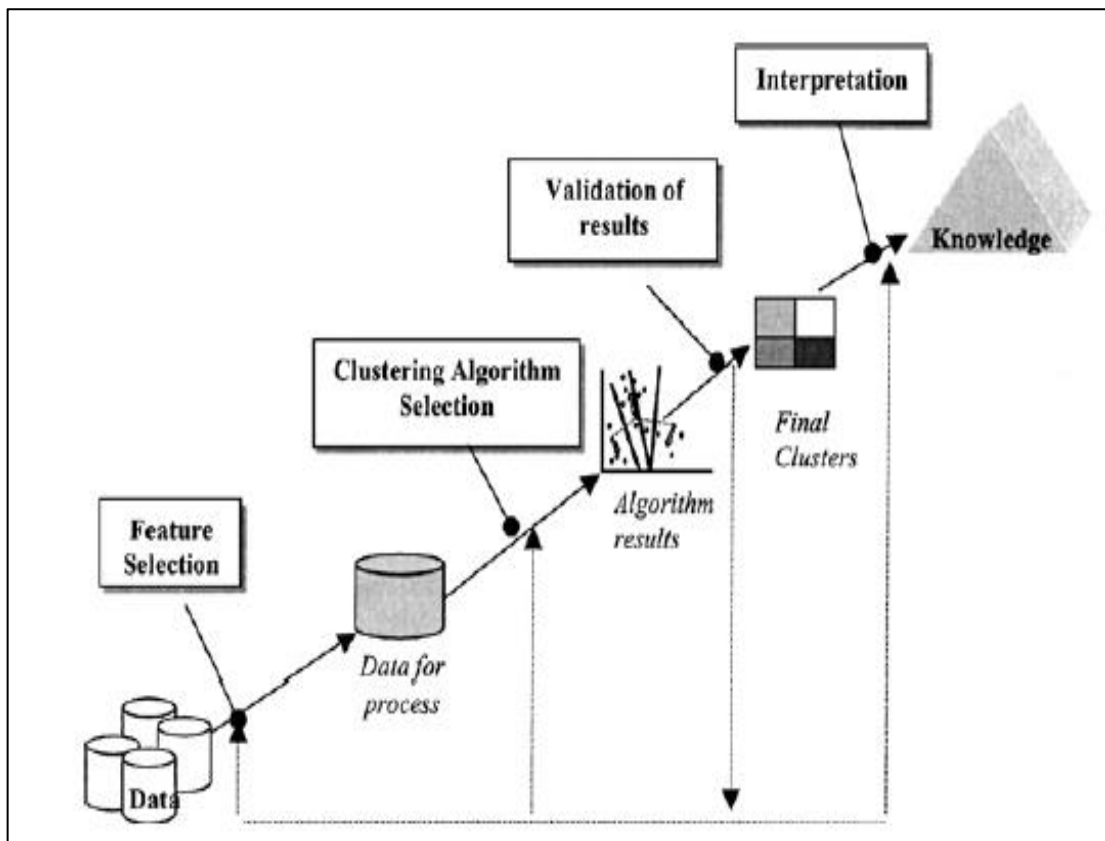 Interpretation
Knowledge
Validation of
results
Clustering Algorithm
Selection
Final
Clusters
Algorithm
results
Feature
Selection
Data for
process
Data